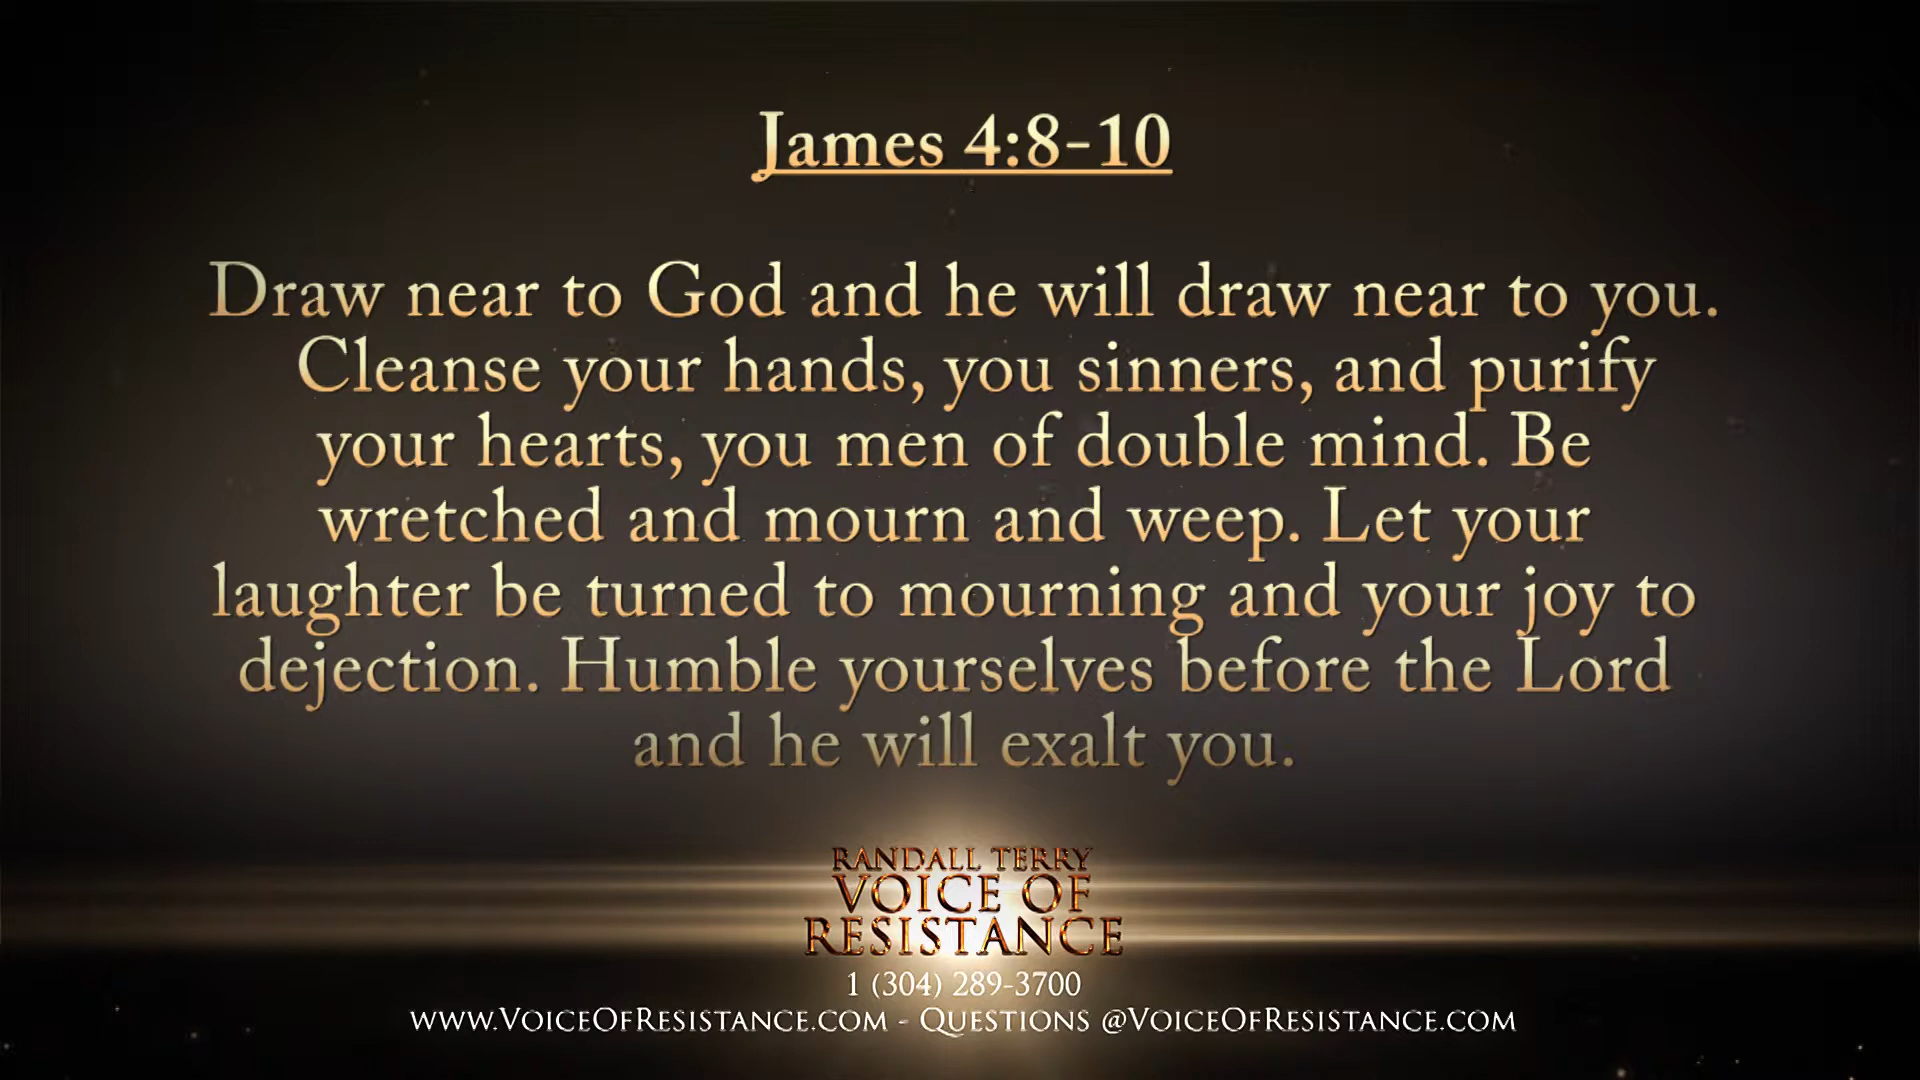 James 4:8-10
Draw near to God and he will draw near to you.
Cleanse your hands, you sinners, and purify
your hearts, you men of double mind. Be
wretched and mourn and weep. Let your
laughter be turned to mourning and your joy to
dejection. Humble yourselves before the Lord
and he will exalt you.
RANDALL TERRY
VOICE OF
RESISTANCE
1 (304) 289-3700
WWW.VOICEOFRESISTANCE.COM - QUESTIONS @VOICEOFRESISTANCE.COM